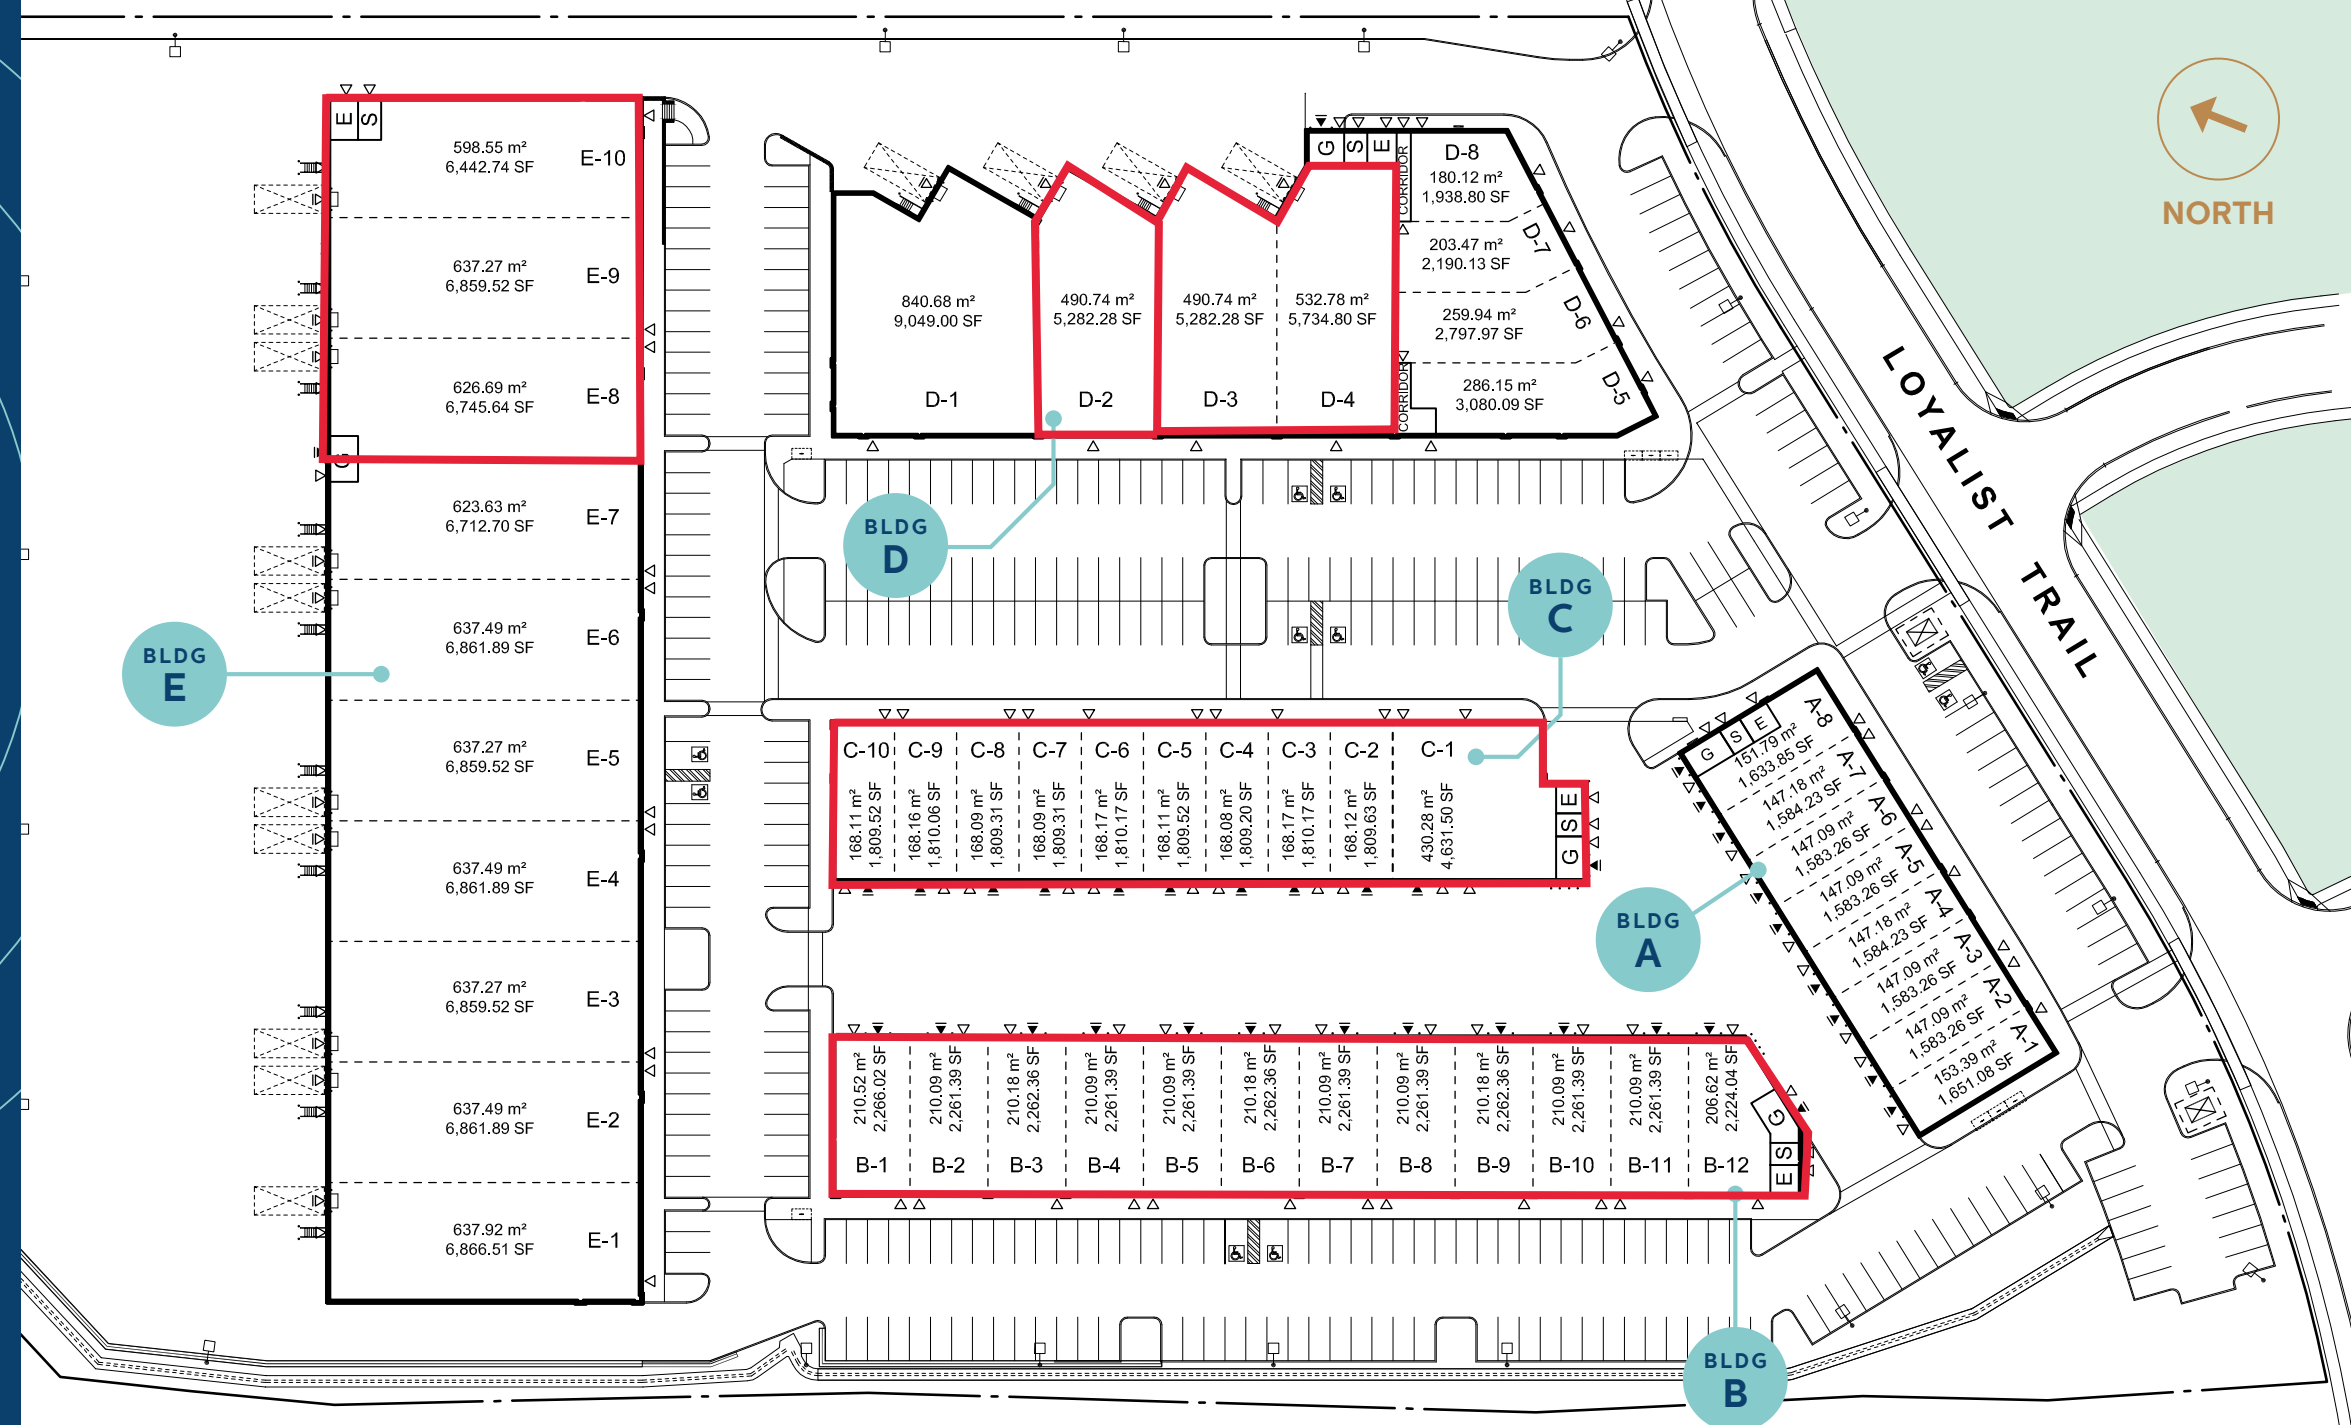 NORTH
LOYALIST TRAIL
E
S
598.55 m²
6,442.74 SF
E-10
637.27 m²
6,859.52 SF
E-9
626.69 m²
6,745.64 SF
E-8
G
623.63 m²
6,712.70 SF
E-7
637.49 m²
6,861.89 SF
E-6
637.27 m²
6,859.52 SF
E-5
637.49 m²
6,861.89 SF
E-4
637.27 m²
6,859.52 SF
E-3
637.49 m²
6,861.89 SF
E-2
637.92 m²
6,866.51 SF
E-1
BLDG
E
840.68 m²
9,049.00 SF
D-1
490.74 m²
5,282.28 SF
D-2
490.74 m²
5,282.28 SF
D-3
532.78 m²
5,734.80 SF
D-4
G
S
E
CORRIDOR
CORRIDOR
D-8
180.12 m²
1,938.80 SF
203.47 m²
2,190.13 SF
D-7
259.94 m²
2,797.97 SF
D-6
286.15 m²
3,080.09 SF
D-5
BLDG
D
BLDG
C
C-10
168.11 m²
1,809.52 SF
C-9
168.16 m²
1,810.06 SF
C-8
168.09 m²
1,809.31 SF
C-7
168.09 m²
1,809.31 SF
C-6
168.17 m²
1,810.17 SF
C-5
168.11 m²
1,809.52 SF
C-4
168.08 m²
1,809.20 SF
C-3
168.17 m²
1,810.17 SF
C-2
168.12 m²
1,809.63 SF
C-1
430.28 m²
4,631.50 SF
G
S
E
BLDG
A
G
S
E
A-8
151.79 m²
1,633.85 SF
A-7
147.18 m²
1,584.23 SF
A-6
147.09 m²
1,583.26 SF
A-5
147.09 m²
1,583.26 SF
A-4
147.18 m²
1,584.23 SF
A-3
147.09 m²
1,583.26 SF
A-2
147.09 m²
1,583.26 SF
A-1
153.39 m²
1,651.08 SF
210.52 m²
2,266.02 SF
B-1
210.09 m²
2,261.39 SF
B-2
210.18 m²
2,262.36 SF
B-3
210.09 m²
2,261.39 SF
B-4
210.09 m²
2,261.39 SF
B-5
210.18 m²
2,262.36 SF
B-6
210.09 m²
2,261.39 SF
B-7
210.09 m²
2,261.39 SF
B-8
210.18 m²
2,262.36 SF
B-9
210.09 m²
2,261.39 SF
B-10
210.09 m²
2,261.39 SF
B-11
206.62 m²
2,224.04 SF
B-12
G
S
E
BLDG
B